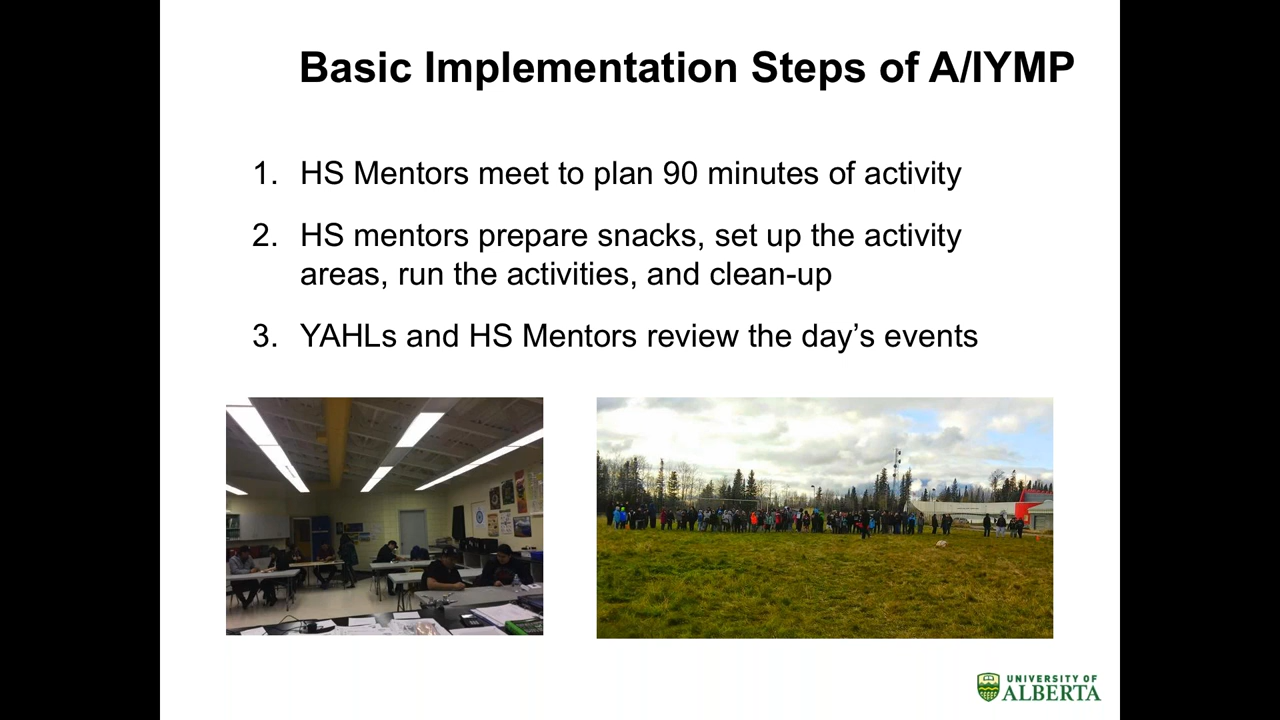 Basic Implementation Steps of A/IYMP
1. HS Mentors meet to plan 90 minutes of activity
2. HS mentors prepare snacks, set up the activity
areas, run the activities, and clean-up
3. YAHLs and HS Mentors review the day’s events
UNIVERSITY OF
ALBERTA